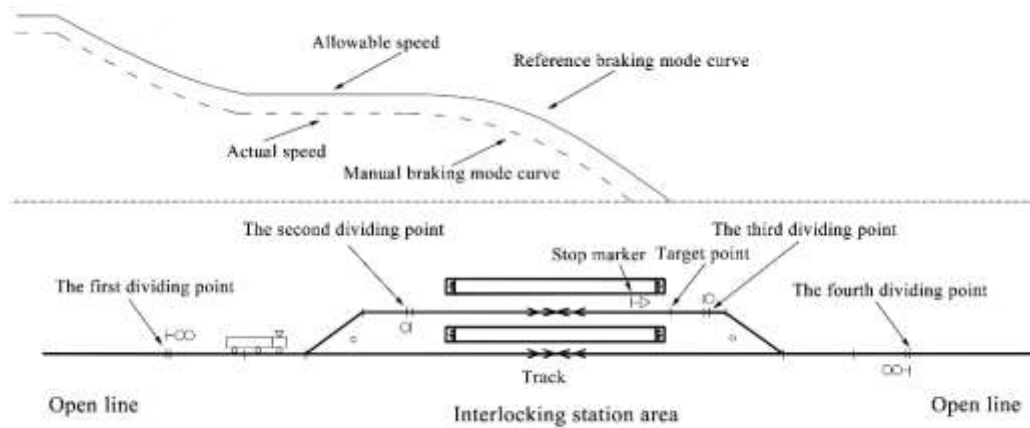 Allowable speed
Reference braking mode curve
Actual speed
Manual braking mode curve
The second dividing point
The third dividing point
Stop marker
Target point
The first dividing point
The fourth dividing point
Track
Open line
Interlocking station area
Open line